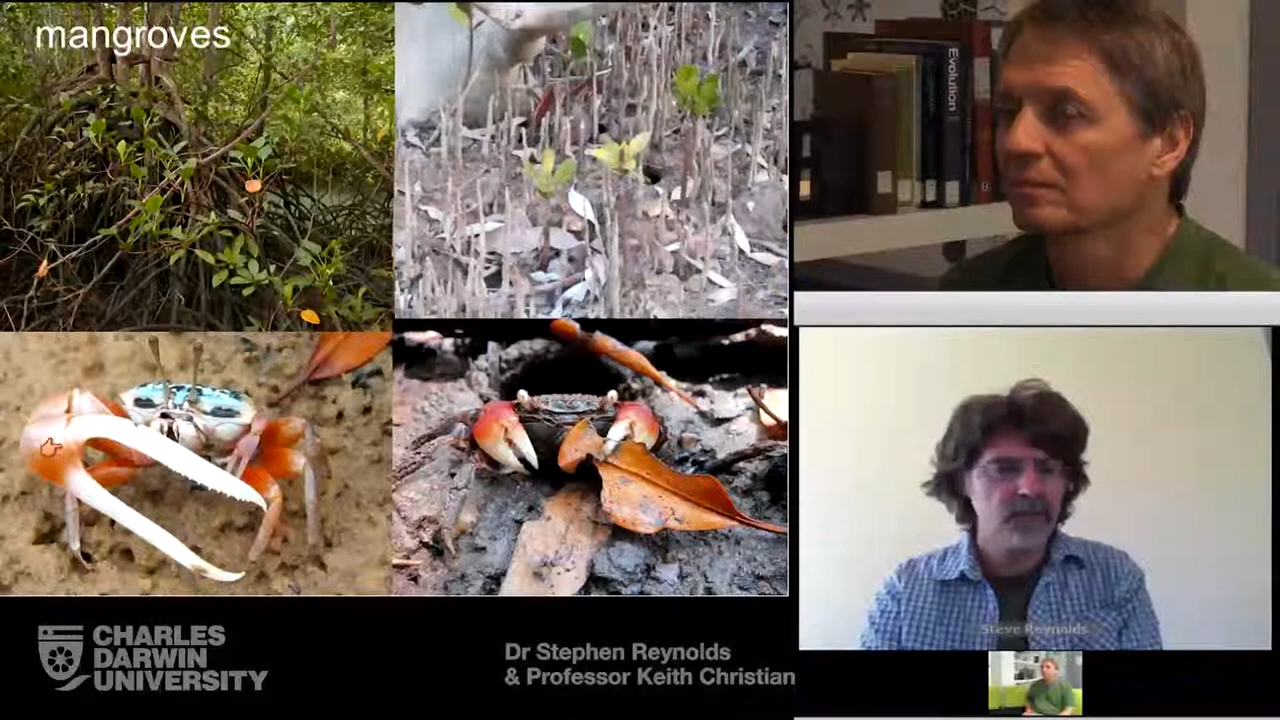 mangroves
Evolution
Steve Reynolds
CHARLES
DARWIN
UNIVERSITY
Dr Stephen Reynolds
& Professor Keith Christian